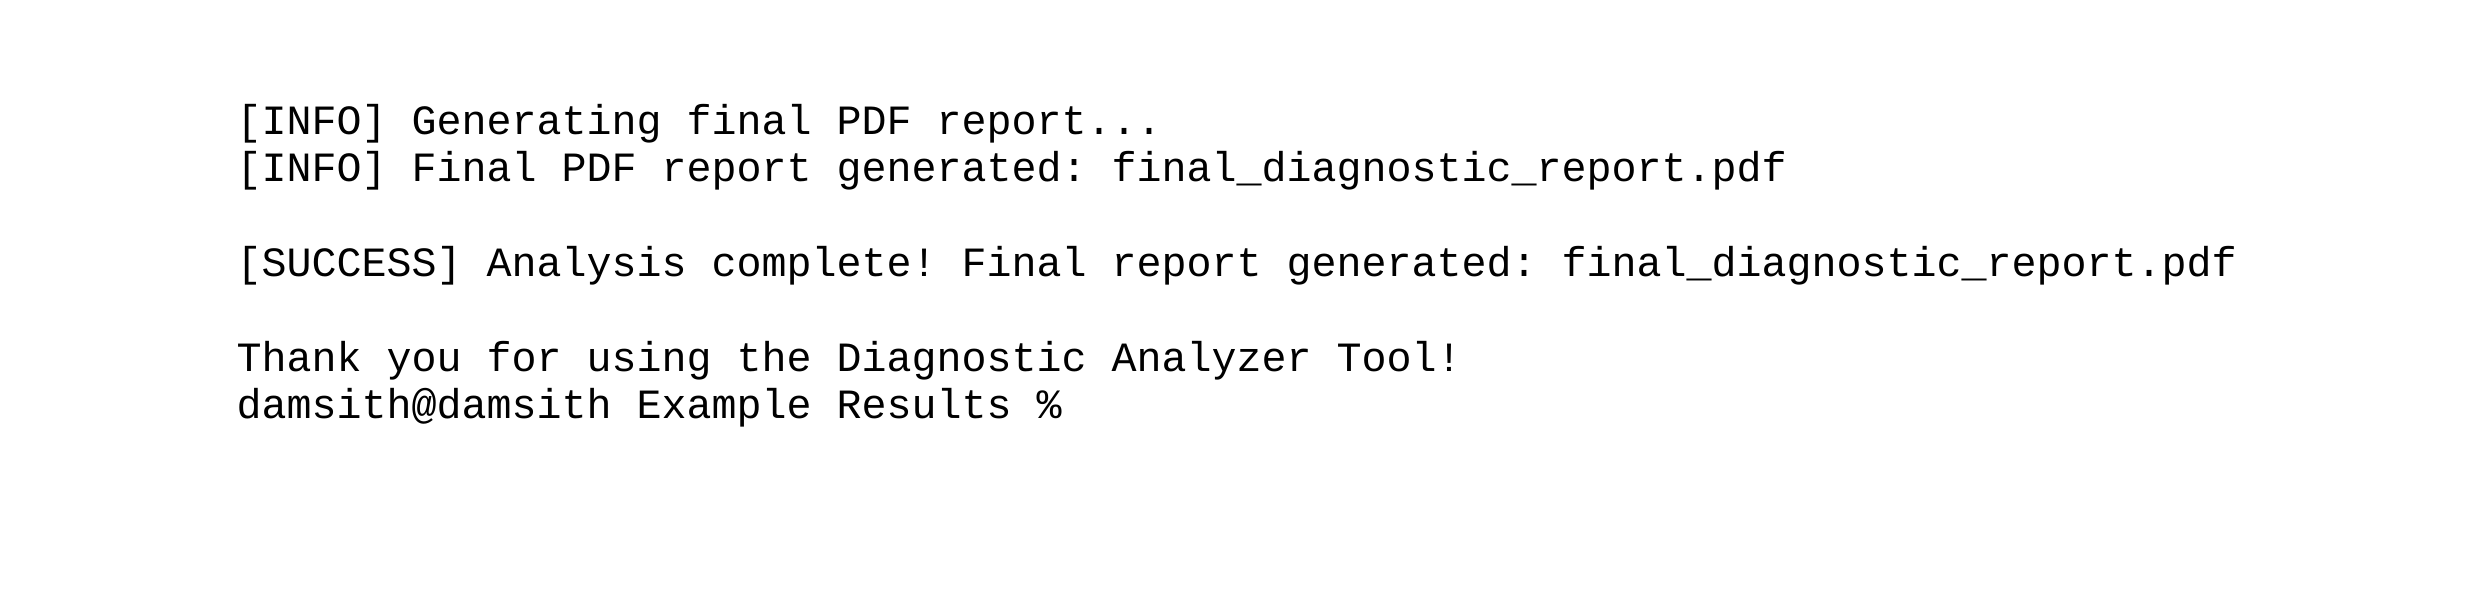 [INFO] Generating final PDF report...
[INFO] Final PDF report generated: final_diagnostic_report.pdf
[SUCCESS] Analysis complete! Final report generated: final_diagnostic_report.pdf
Thank you for using the Diagnostic Analyzer Tool!
damsith@damsith Example Results %